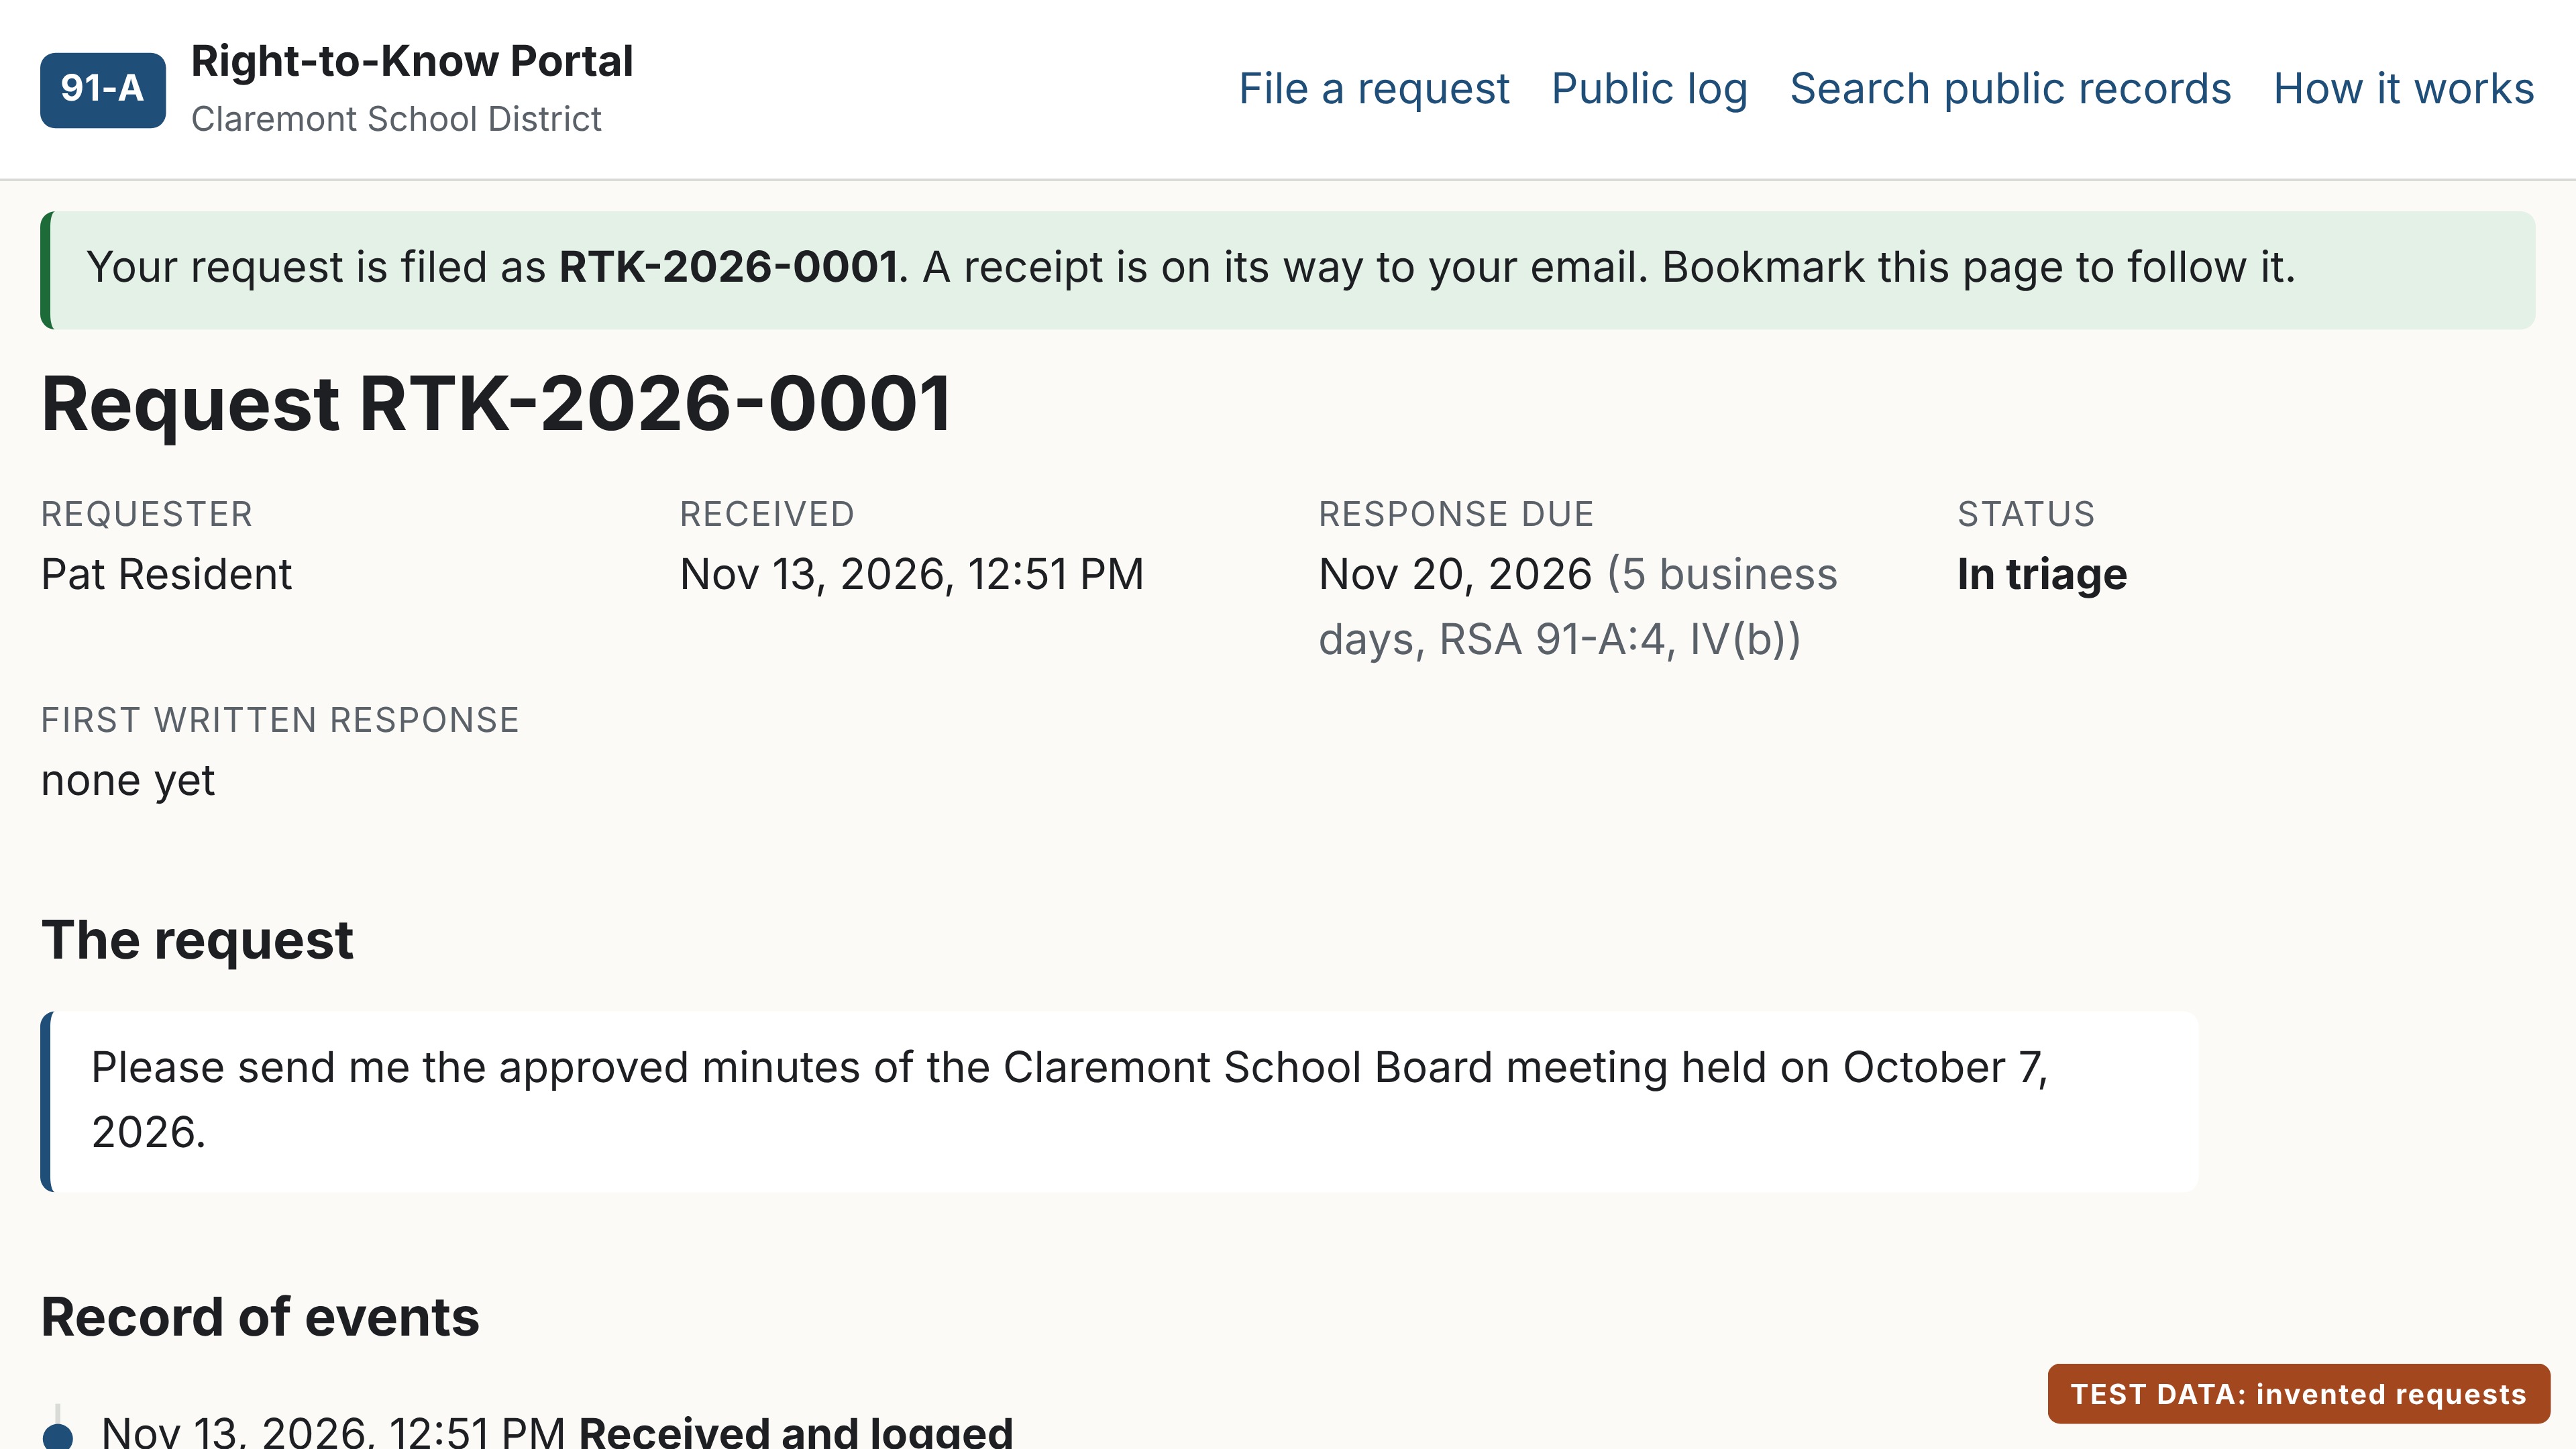 91-A
Right-to-Know Portal
Claremont School District
File a request
Public log
Search public records
How it works
Your request is filed as RTK-2026-0001. A receipt is on its way to your email. Bookmark this page to follow it.
Request RTK-2026-0001
REQUESTER
Pat Resident
RECEIVED
Nov 13, 2026, 12:51 PM
RESPONSE DUE
Nov 20, 2026 (5 business
days, RSA 91-A:4, IV(b))
STATUS
In triage
FIRST WRITTEN RESPONSE
none yet
The request
Please send me the approved minutes of the Claremont School Board meeting held on October 7,
2026.
Record of events
Nov 13, 2026, 12:51 PM Received and logged
TEST DATA: invented requests